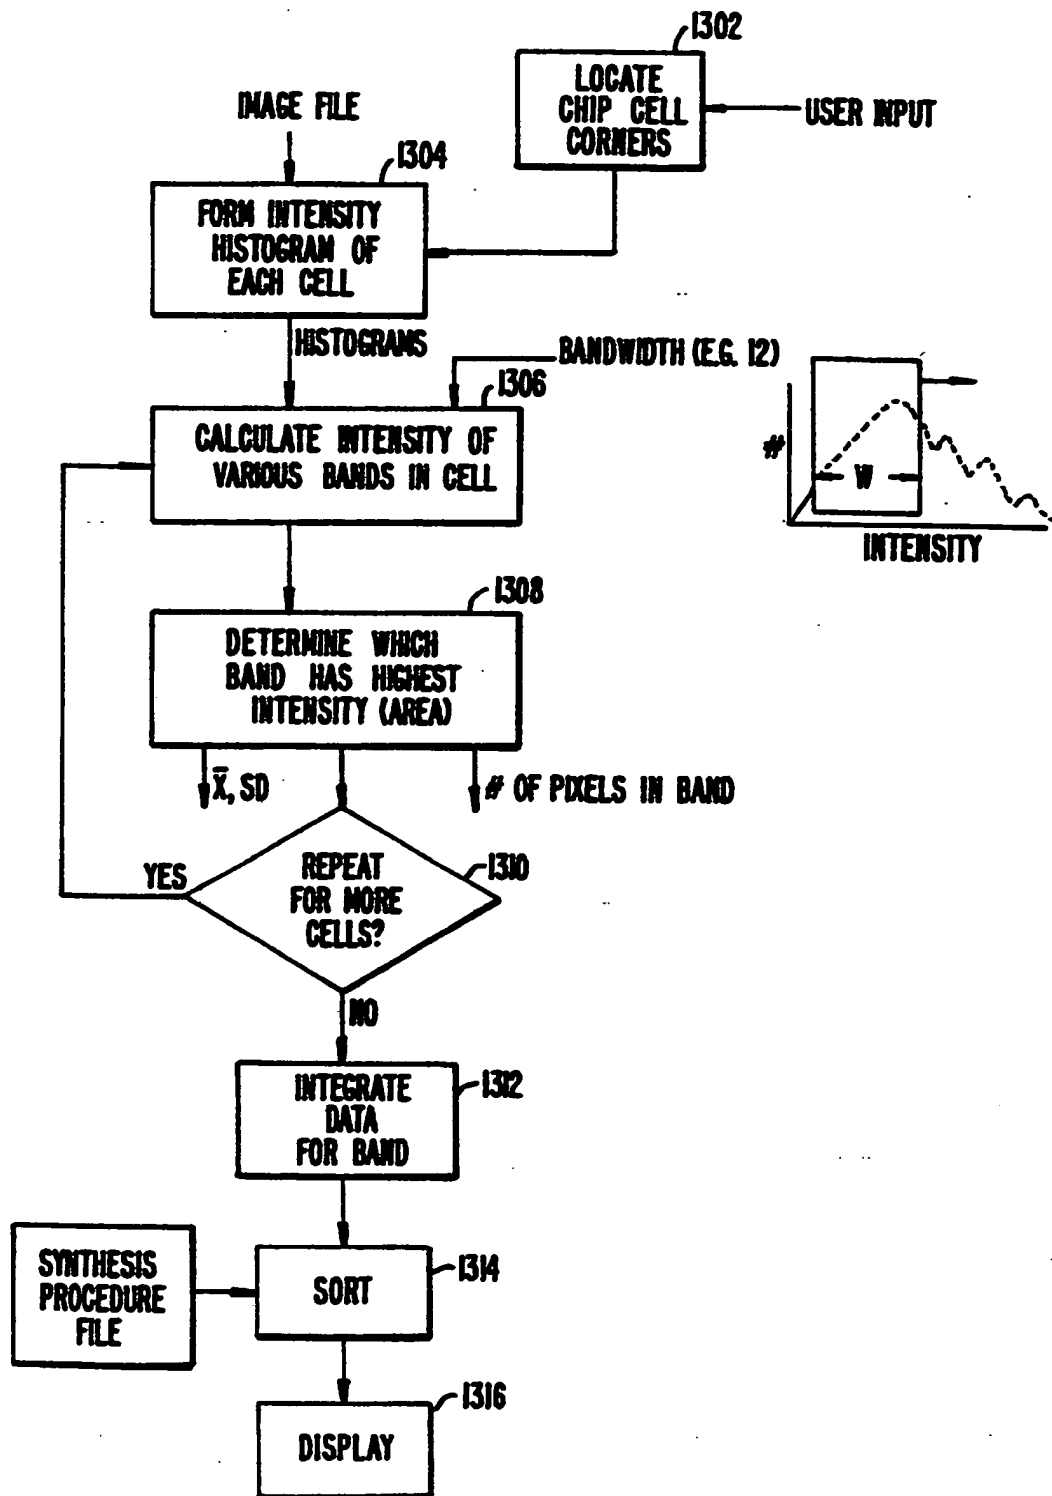 1302
LOCATE
CHIP CELL
CORNERS
USER INPUT
IMAGE FILE
1304
FORM INTENSITY
HISTOGRAM OF
EACH CELL
HISTOGRAMS
BANDWIDTH (E.G. 12)
1306
CALCULATE INTENSITY OF
VARIOUS BANDS IN CELL
#
W
INTENSITY
1308
DETERMINE WHICH
BAND HAS HIGHEST
INTENSITY (AREA)
X̅, SD
# OF PIXELS IN BAND
YES
1310
REPEAT
FOR MORE
CELLS?
NO
1312
INTEGRATE
DATA
FOR BAND
SYNTHESIS
PROCEDURE
FILE
1314
SORT
1316
DISPLAY